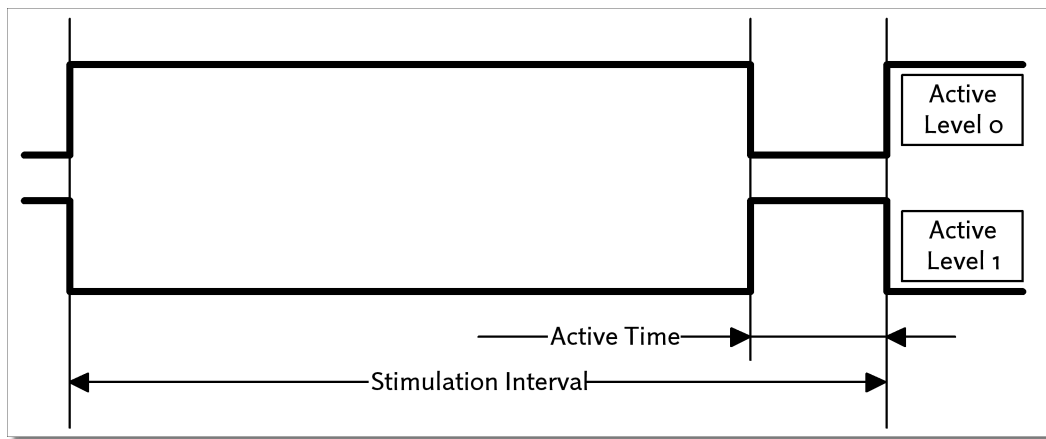 Active
Level 0
Active
Level 1
Active Time
Stimulation Interval